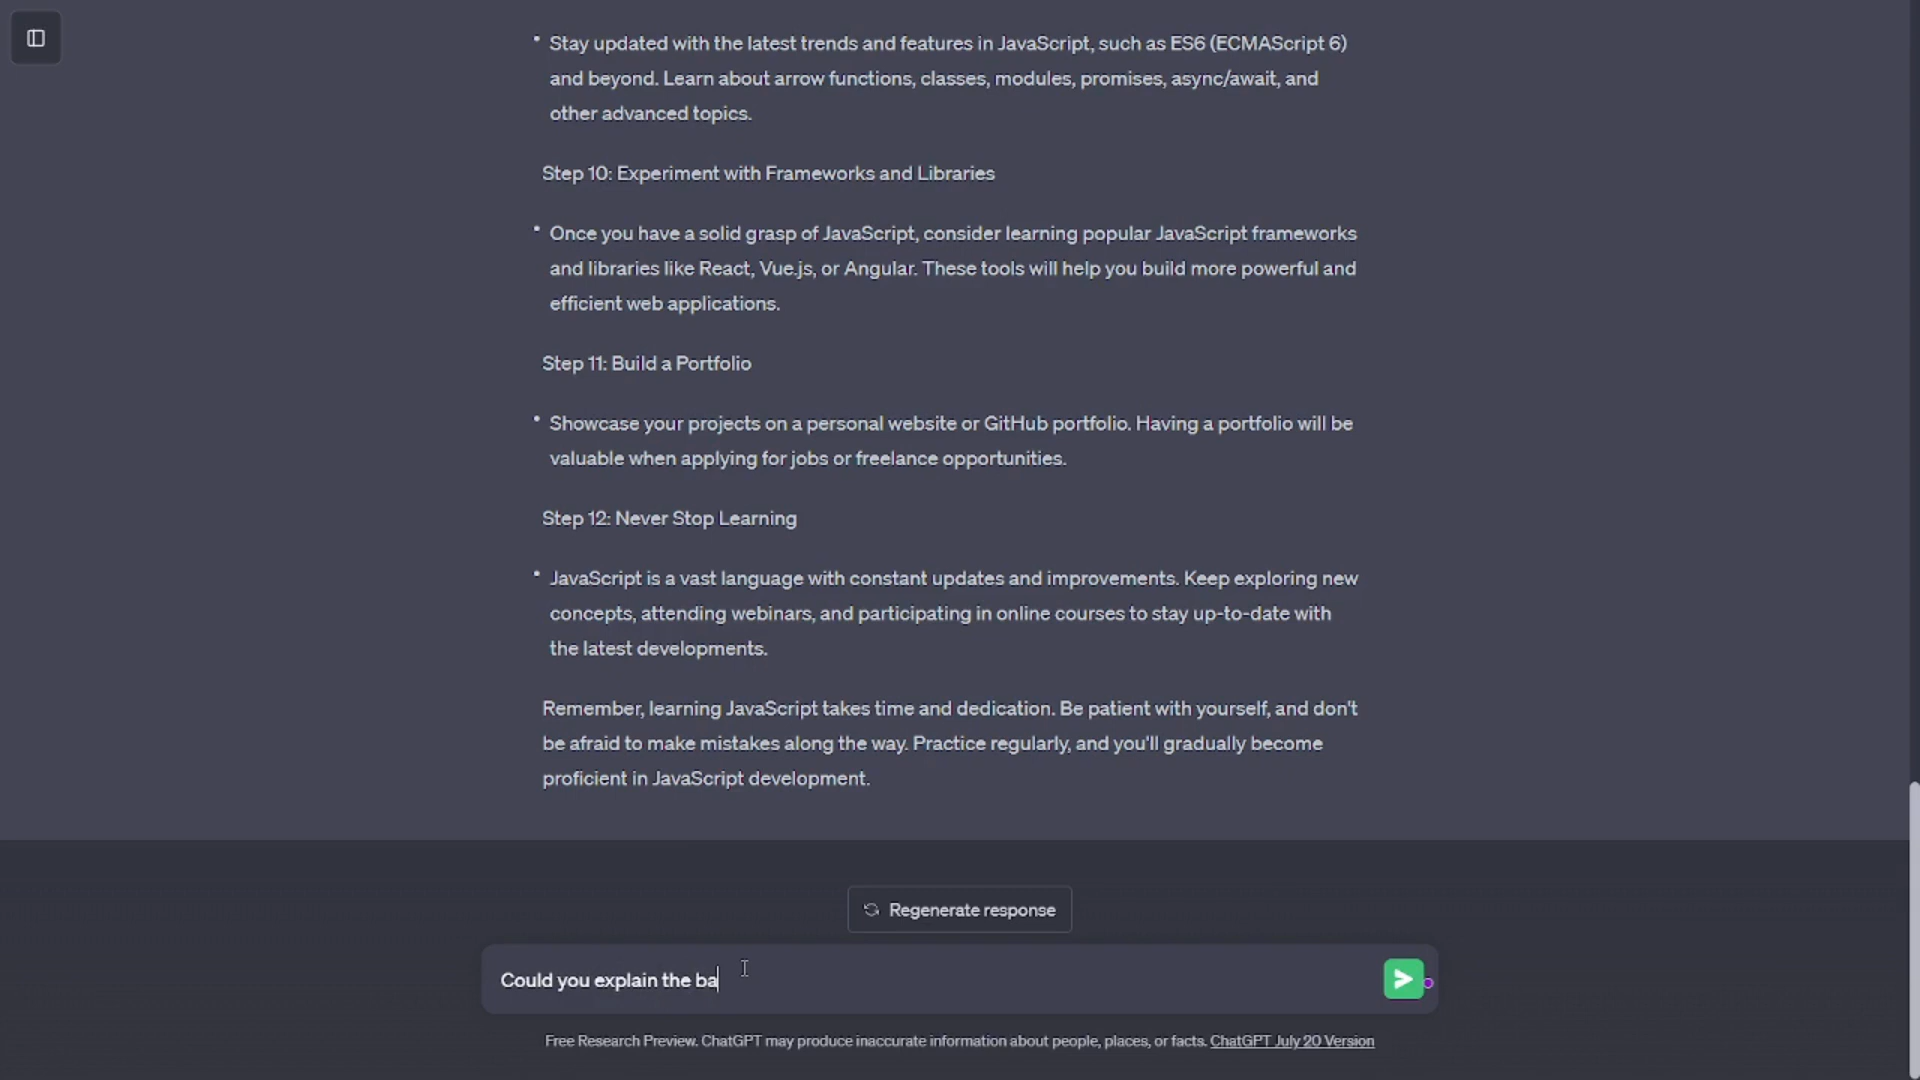 • Stay updated with the latest trends and features in JavaScript, such as ES6 (ECMAScript 6)
and beyond. Learn about arrow functions, classes, modules, promises, async/await, and
other advanced topics.
Step 10: Experiment with Frameworks and Libraries
• Once you have a solid grasp of JavaScript, consider learning popular JavaScript frameworks
and libraries like React, Vue.js, or Angular. These tools will help you build more powerful and
efficient web applications.
Step 11: Build a Portfolio
• Showcase your projects on a personal website or GitHub portfolio. Having a portfolio will be
valuable when applying for jobs or freelance opportunities.
Step 12: Never Stop Learning
• JavaScript is a vast language with constant updates and improvements. Keep exploring new
concepts, attending webinars, and participating in online courses to stay up-to-date with
the latest developments.
Remember, learning JavaScript takes time and dedication. Be patient with yourself, and don't
be afraid to make mistakes along the way. Practice regularly, and you'll gradually become
proficient in JavaScript development.
Regenerate response
Could you explain the ba
Free Research Preview. ChatGPT may produce inaccurate information about people, places, or facts. ChatGPT July 20 Version